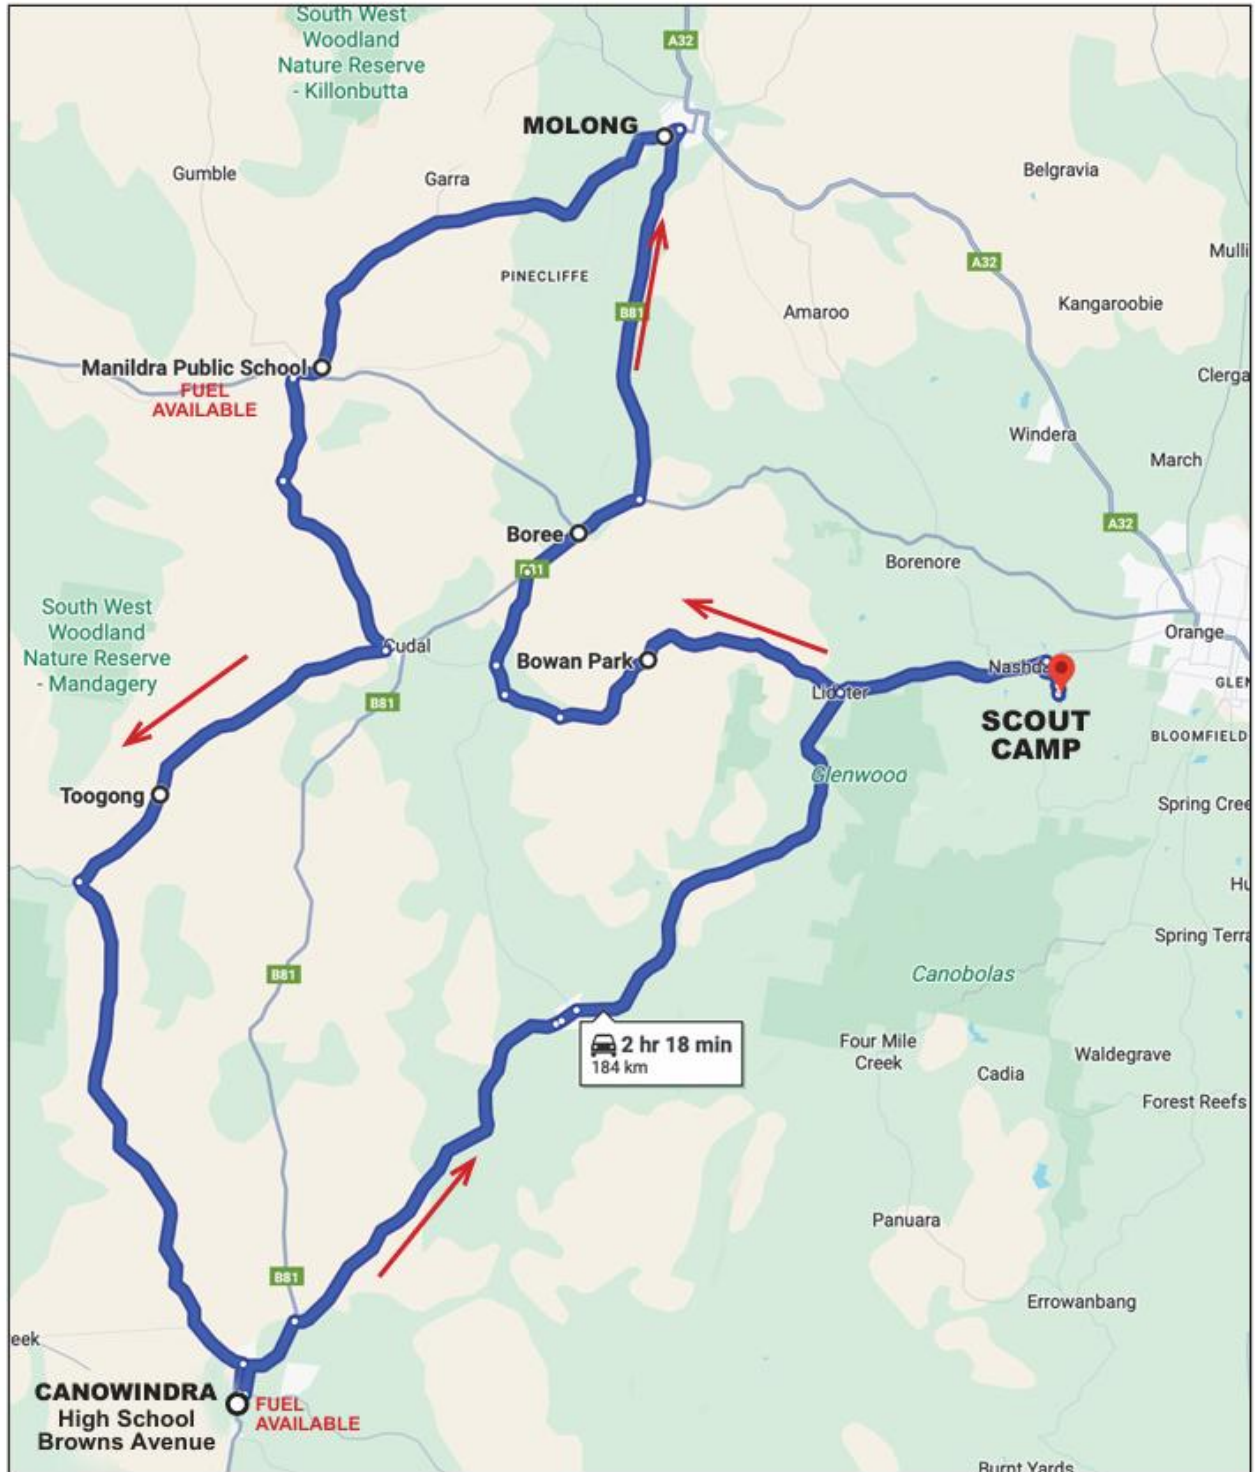 South West
Woodland
Nature Reserve
- Killonbutta
A32
MOLONG
Gumble
Garra
Belgravia
Mulli
A32
PINECLIFFE
B81
Amaroo
Kangaroobie
Manildra Public School
FUEL
AVAILABLE
Clerga
Windera
March
Boree
A32
B81
Borenore
South West
Woodland
Nature Reserve
- Mandagery
Cudal
Orange
Bowan Park
Nashda
GLEN
Lidster
B81
SCOUT
CAMP
BLOOMFIELD
Toogong
Glenwood
Spring Cree
Hu
Spring Terra
B81
Canobolas
2 hr 18 min
184 km
Four Mile
Creek
Waldegrave
Cadia
Forest Reefs
Panuara
B81
Errowanbang
eek
CANOWINDRA
High School
Browns Avenue
FUEL
AVAILABLE
Burnt Yards